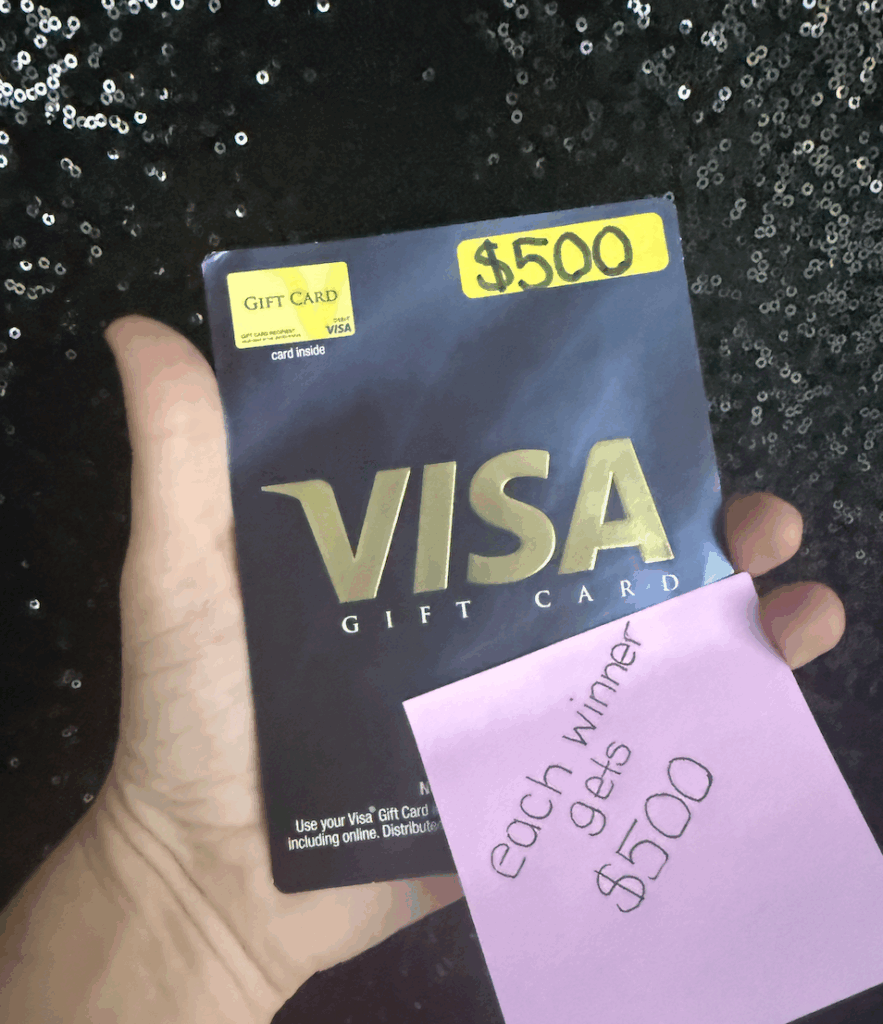 $500
GIFT CARD
VISA
card inside
VISA
GIFT CARD
Use your Visa® Gift Card
including online. Distribute
each winner
gets
$500